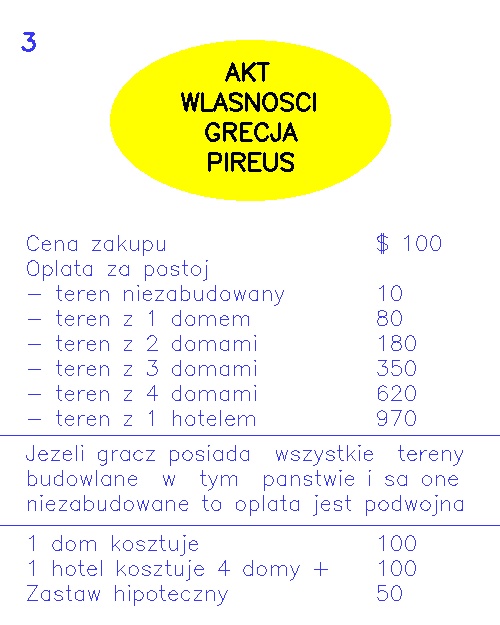 3
AKT
WLASNOSCI
GRECJA
PIREUS
Cena zakupu $ 100
Oplata za postoj
- teren niezabudowany 10
- teren z 1 domem 80
- teren z 2 domami 180
- teren z 3 domami 350
- teren z 4 domami 620
- teren z 1 hotelem 970
Jezeli gracz posiada wszystkie tereny
budowlane w tym panstwie i sa one
niezabudowane to oplata jest podwojna
1 dom kosztuje 100
1 hotel kosztuje 4 domy + 100
Zastaw hipoteczny 50